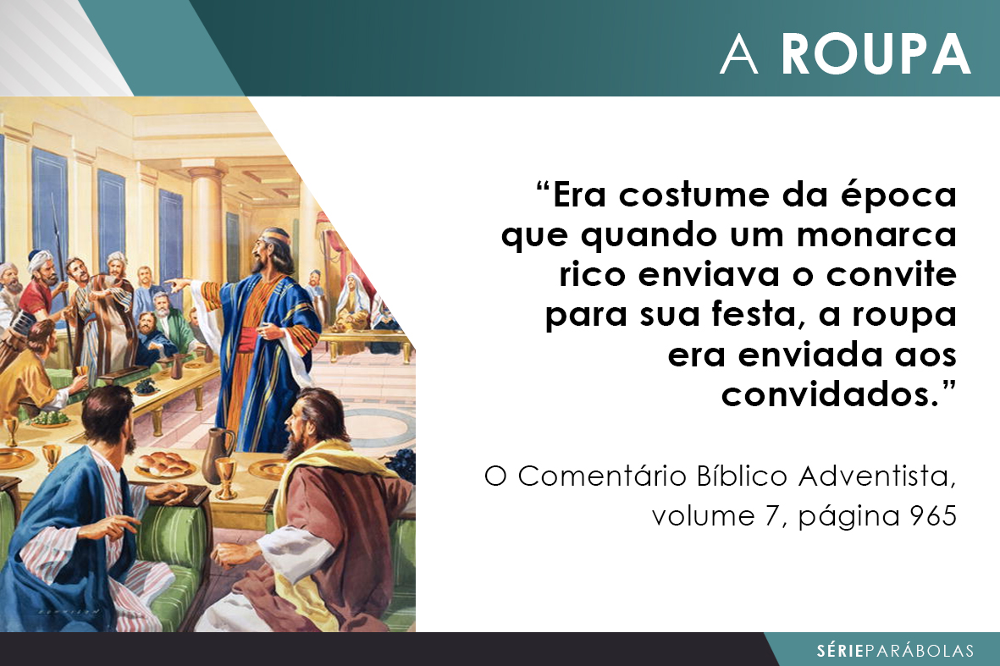 A ROUPA
“Era costume da época
que quando um monarca
rico enviava o convite
para sua festa, a roupa
era enviada aos
convidados.”
O Comentário Bíblico Adventista,
volume 7, página 965
SÉRIEPARÁBOLAS